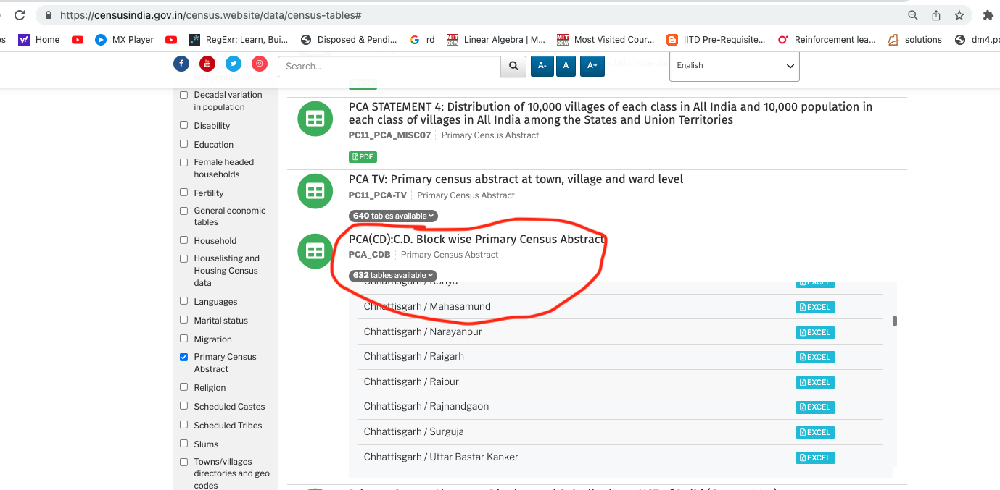 https://censusindia.gov.in/census.website/data/census-tables#
Home
MX Player
RegExr: Learn, Bui...
Disposed & Pendi...
rd
Linear Algebra | M...
Most Visited Cour...
IITD Pre-Requisite...
Reinforcement lea...
solutions
dm4.po
Search...
A-
A
A+
English
Decadal variation
in population
Disability
Education
Female headed
households
Fertility
General economic
tables
Household
Houselisting and
Housing Census
data
Languages
Marital status
Migration
Primary Census
Abstract
Religion
Scheduled Castes
Scheduled Tribes
Slums
Towns/villages
directories and geo
codes
PCA STATEMENT 4: Distribution of 10,000 villages of each class in All India and 10,000 population in
each class of villages in All India among the States and Union Territories
PC11_PCA_MISC07 Primary Census Abstract
PDF
PCA TV: Primary census abstract at town, village and ward level
PC11_PCA-TV Primary Census Abstract
640 tables available
PCA(CD):C.D. Block wise Primary Census Abstract
PCA_CDB Primary Census Abstract
632 tables available
Chhattisgarh / Mahasamund EXCEL
Chhattisgarh / Narayanpur EXCEL
Chhattisgarh / Raigarh EXCEL
Chhattisgarh / Raipur EXCEL
Chhattisgarh / Rajnandgaon EXCEL
Chhattisgarh / Surguja EXCEL
Chhattisgarh / Uttar Bastar Kanker EXCEL